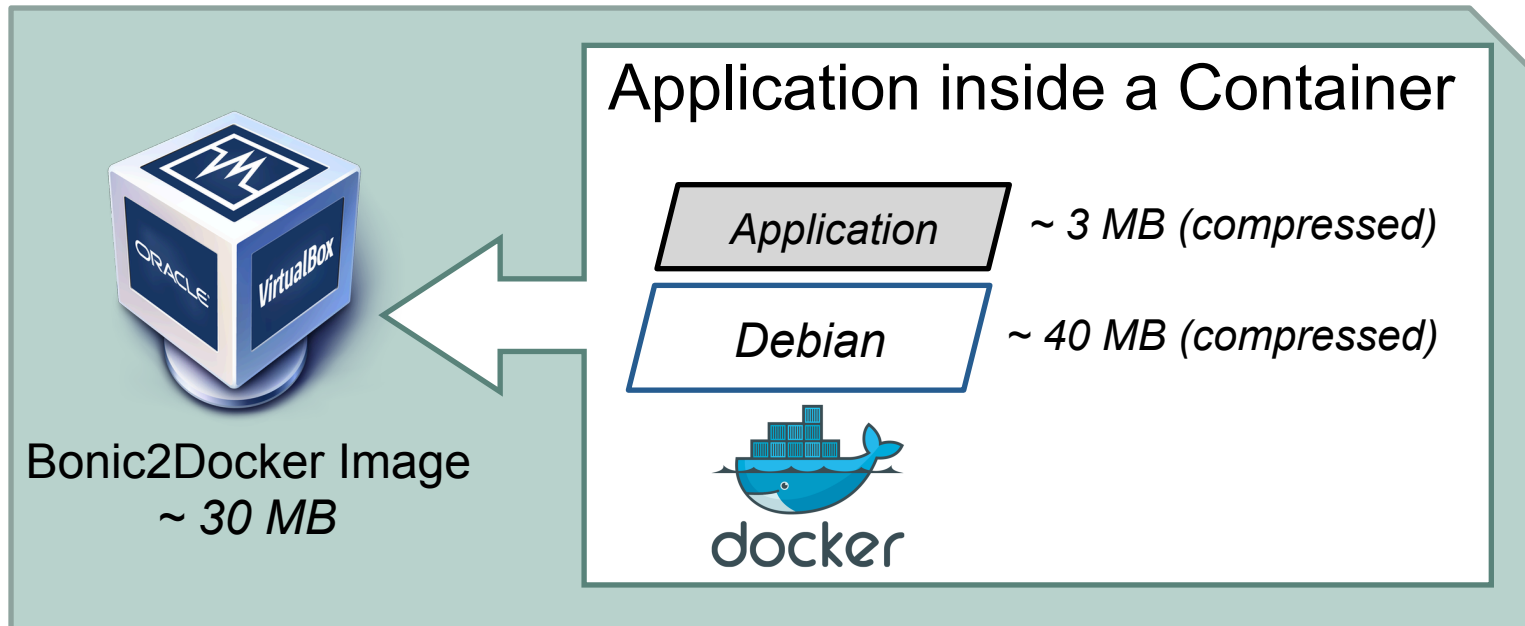 Application inside a Container
Application
~ 3 MB (compressed)
Debian
~ 40 MB (compressed)
docker
ORACLE
VirtualBox
Bonic2Docker Image
~ 30 MB